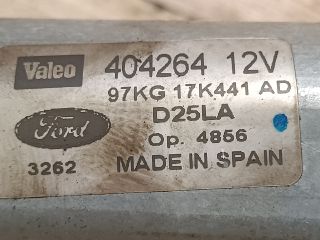 Valeo 404264 12V
97KG 17K441 AD
D25LA
Ford Op. 4856
3262 MADE IN SPAIN